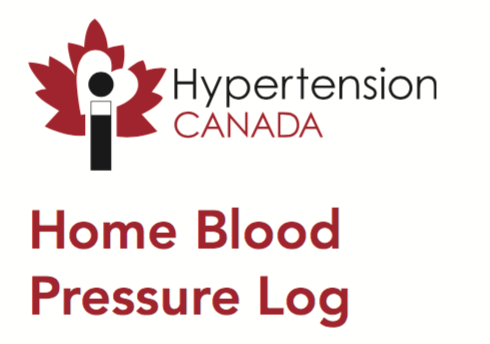 Hypertension
CANADA
Home Blood
Pressure Log